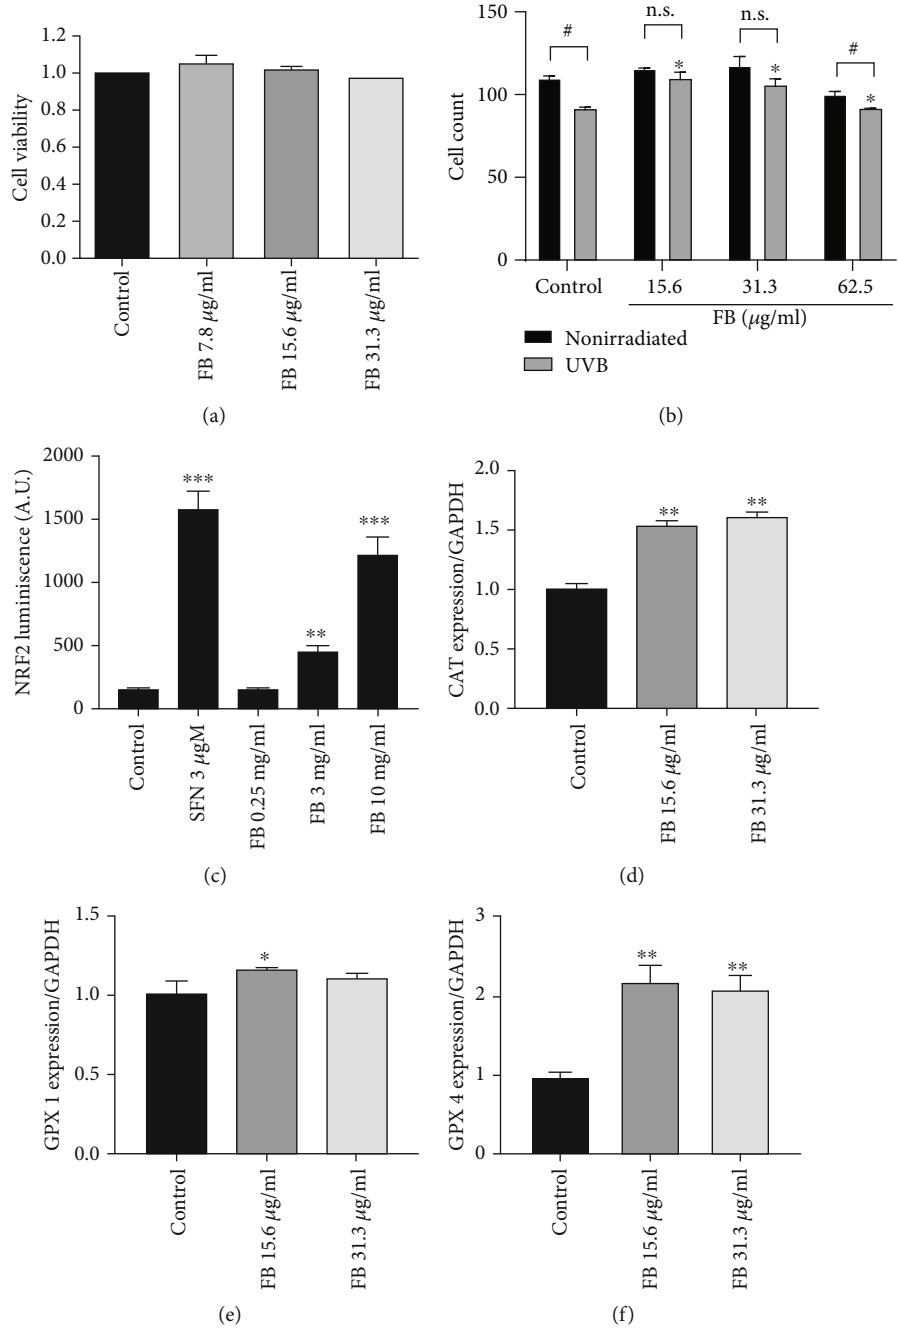 1.2
1.0
0.8
0.6
0.4
0.2
0.0
Cell viability
Control
FB 7.8 μg/ml
FB 15.6 μg/ml
FB 31.3 μg/ml
(a)
150
100
50
0
Cell count
#
n.s.
n.s.
#
*
*
*
Control
15.6
31.3
62.5
FB (μg/ml)
Nonirradiated
UVB
(b)
2000
1500
1000
500
0
NRF2 luminiscence (A.U.)
***
**
***
Control
SFN 3 μgM
FB 0.25 mg/ml
FB 3 mg/ml
FB 10 mg/ml
(c)
2.0
1.5
1.0
0.5
0.0
CAT expression/GAPDH
**
**
Control
FB 15.6 μg/ml
FB 31.3 μg/ml
(d)
1.5
1.0
0.5
0.0
GPX 1 expression/GAPDH
*
Control
FB 15.6 μg/ml
FB 31.3 μg/ml
(e)
3
2
1
0
GPX 4 expression/GAPDH
**
**
Control
FB 15.6 μg/ml
FB 31.3 μg/ml
(f)